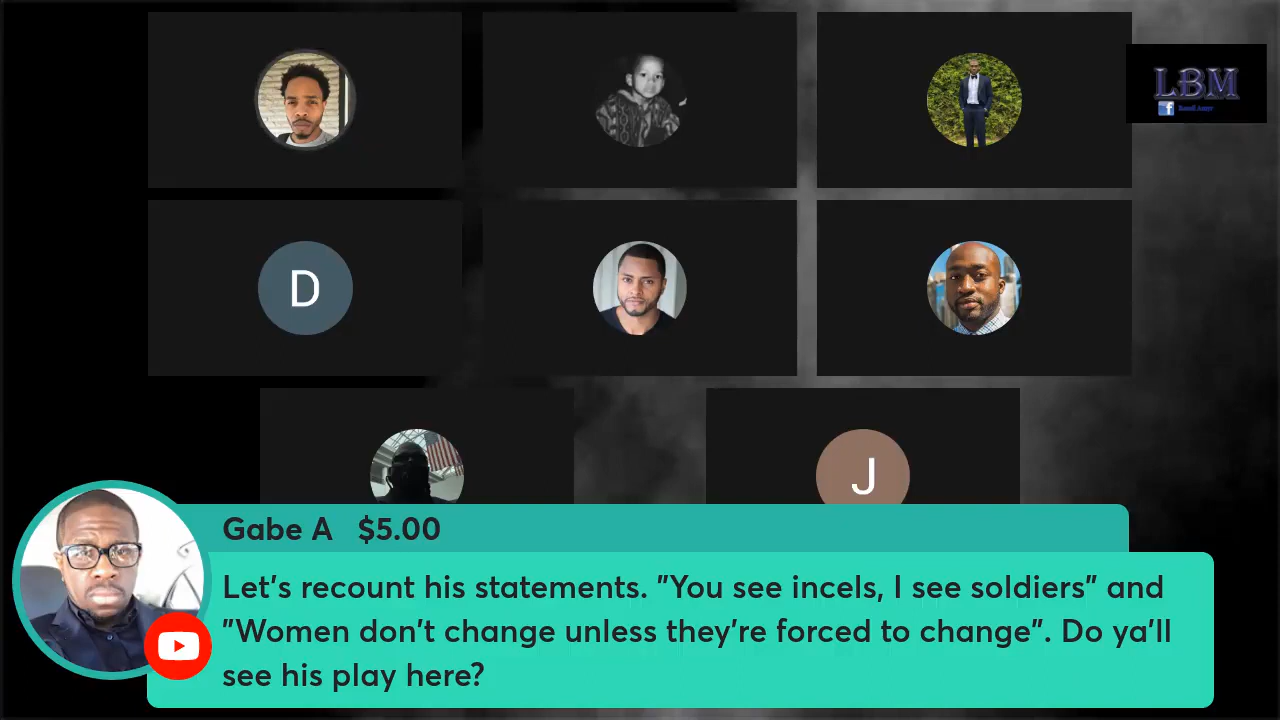 LBM
D
J
Gabe A $5.00
Let's recount his statements. "You see incels, I see soldiers" and
"Women don't change unless they're forced to change". Do ya'll
see his play here?